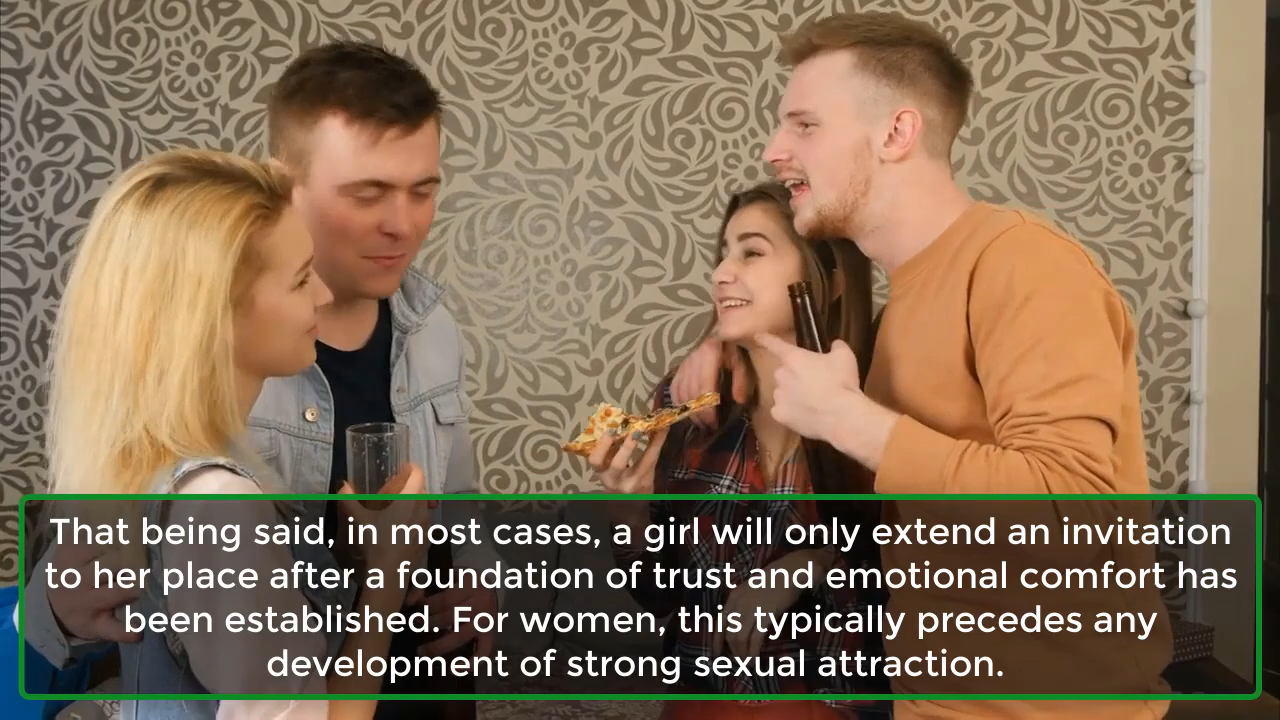 That being said, in most cases, a girl will only extend an invitation
to her place after a foundation of trust and emotional comfort has
been established. For women, this typically precedes any
development of strong sexual attraction.